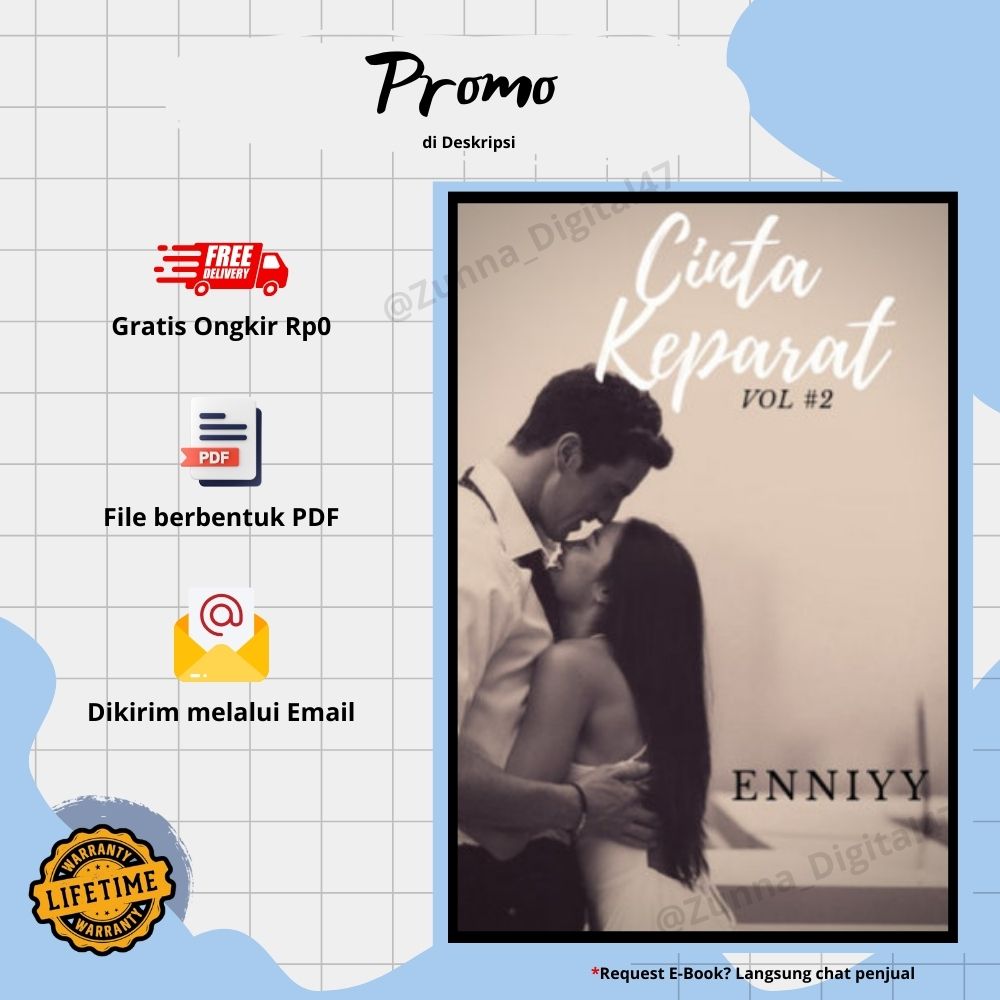 Promo
di Deskripsi
@Zunna_Digital47
FREE
DELIVERY
Gratis Ongkir Rp0
PDF
File berbentuk PDF
@
Dikirim melalui Email
WARRANTY
LIFETIME
WARRANTY
Cinta
Keparat
VOL #2
ENNIYY
@Zunna_Digital47
*Request E-Book? Langsung chat penjual